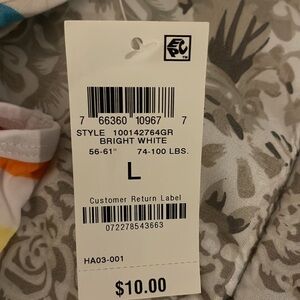 7 66360 10967 7
STYLE 100142764GR
BRIGHT WHITE
56-61" 74-100 LBS.
L
Customer Return Label
072278543663
HA03-001
$10.00